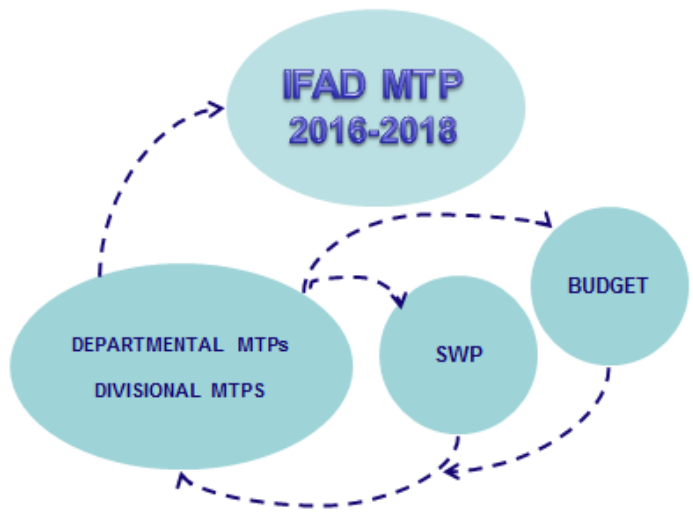 IFAD MTP
2016-2018
BUDGET
DEPARTMENTAL MTPs
SWP
DIVISIONAL MTPS